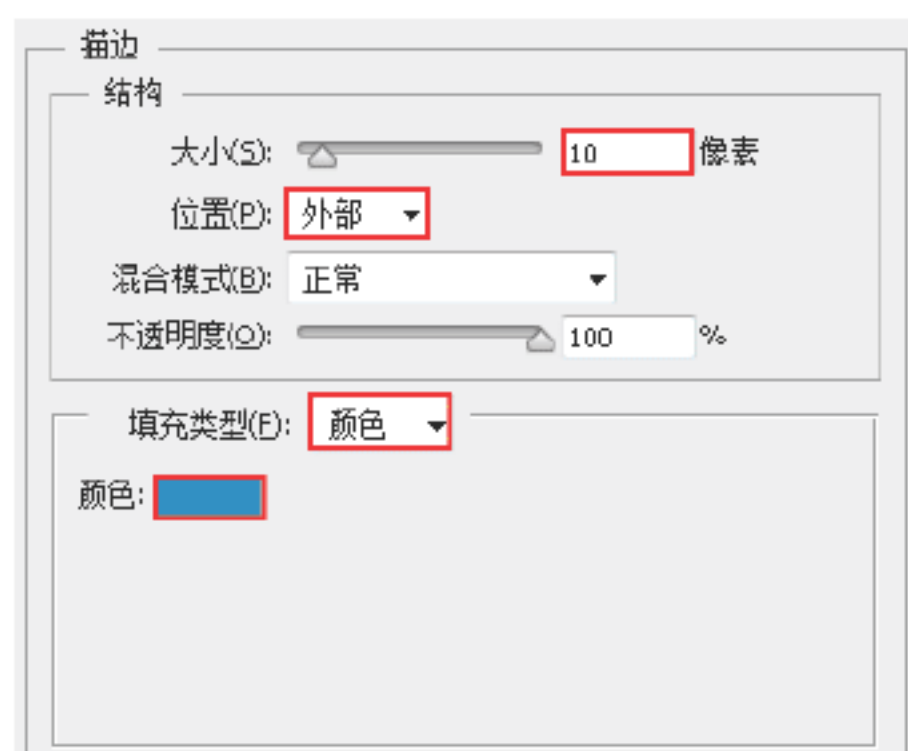 描边
结构
大小(S): 10 像素
位置(P): 外部
混合模式(B): 正常
不透明度(O): 100 %
填充类型(F): 颜色
颜色: